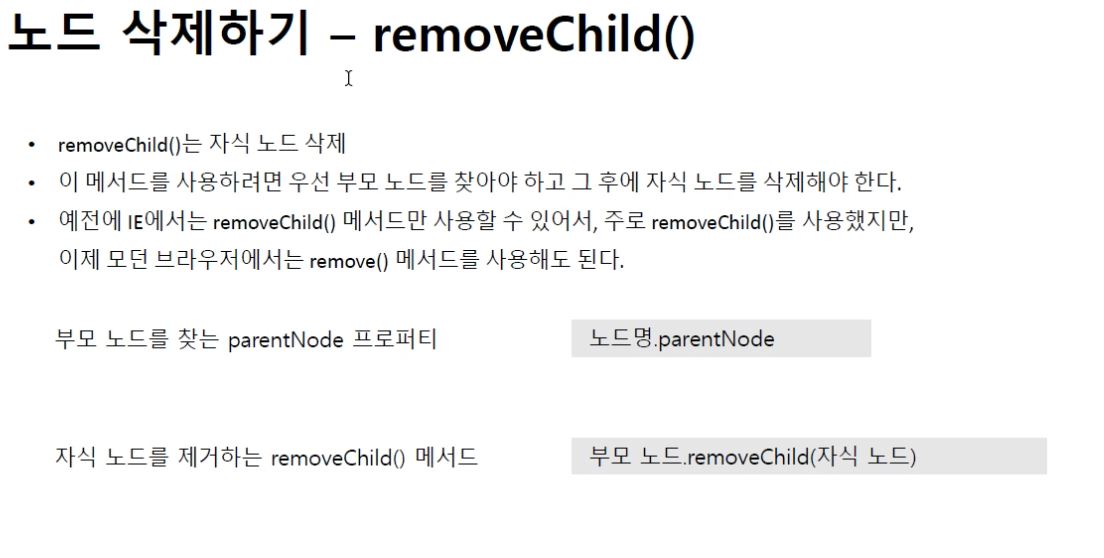 노드 삭제하기 – removeChild()
• removeChild()는 자식 노드 삭제
• 이 메서드를 사용하려면 우선 부모 노드를 찾아야 하고 그 후에 자식 노드를 삭제해야 한다.
• 예전에 IE에서는 removeChild() 메서드만 사용할 수 있어서, 주로 removeChild()를 사용했지만,
이제 모던 브라우저에서는 remove() 메서드를 사용해도 된다.
부모 노드를 찾는 parentNode 프로퍼티
노드명.parentNode
자식 노드를 제거하는 removeChild() 메서드
부모 노드.removeChild(자식 노드)